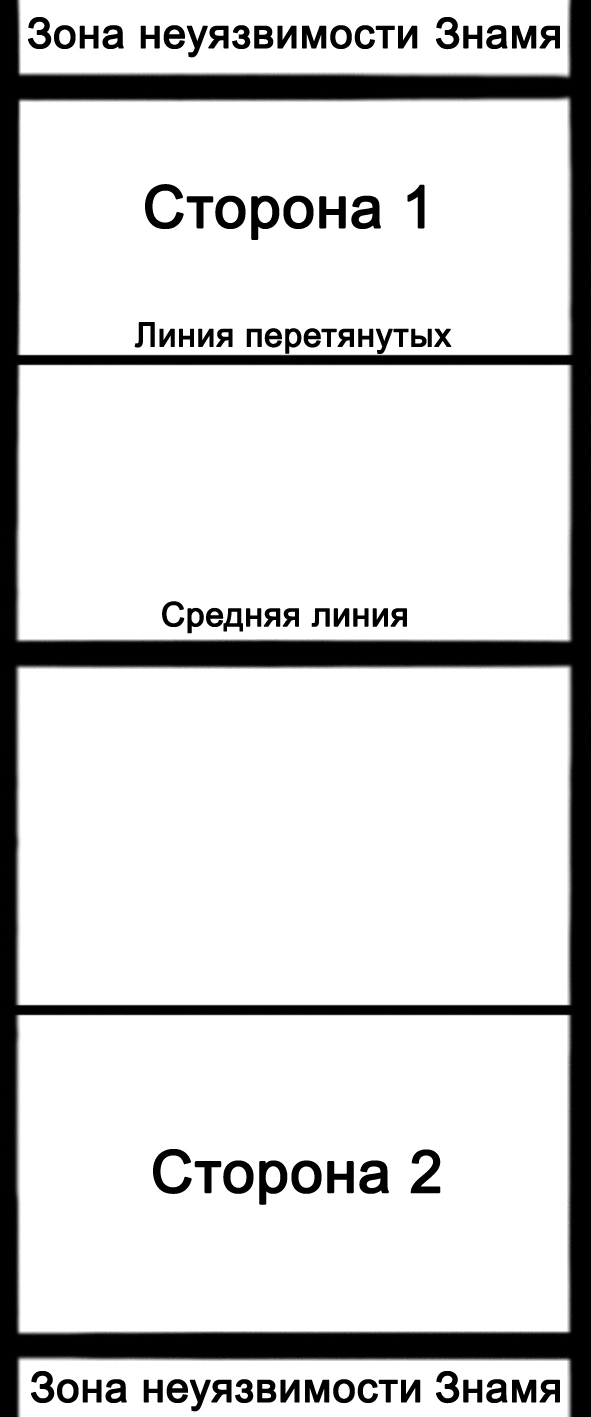 Зона неуязвимости Знамя
Сторона 1
Линия перетянутых
Средняя линия
Сторона 2
Зона неуязвимости Знамя